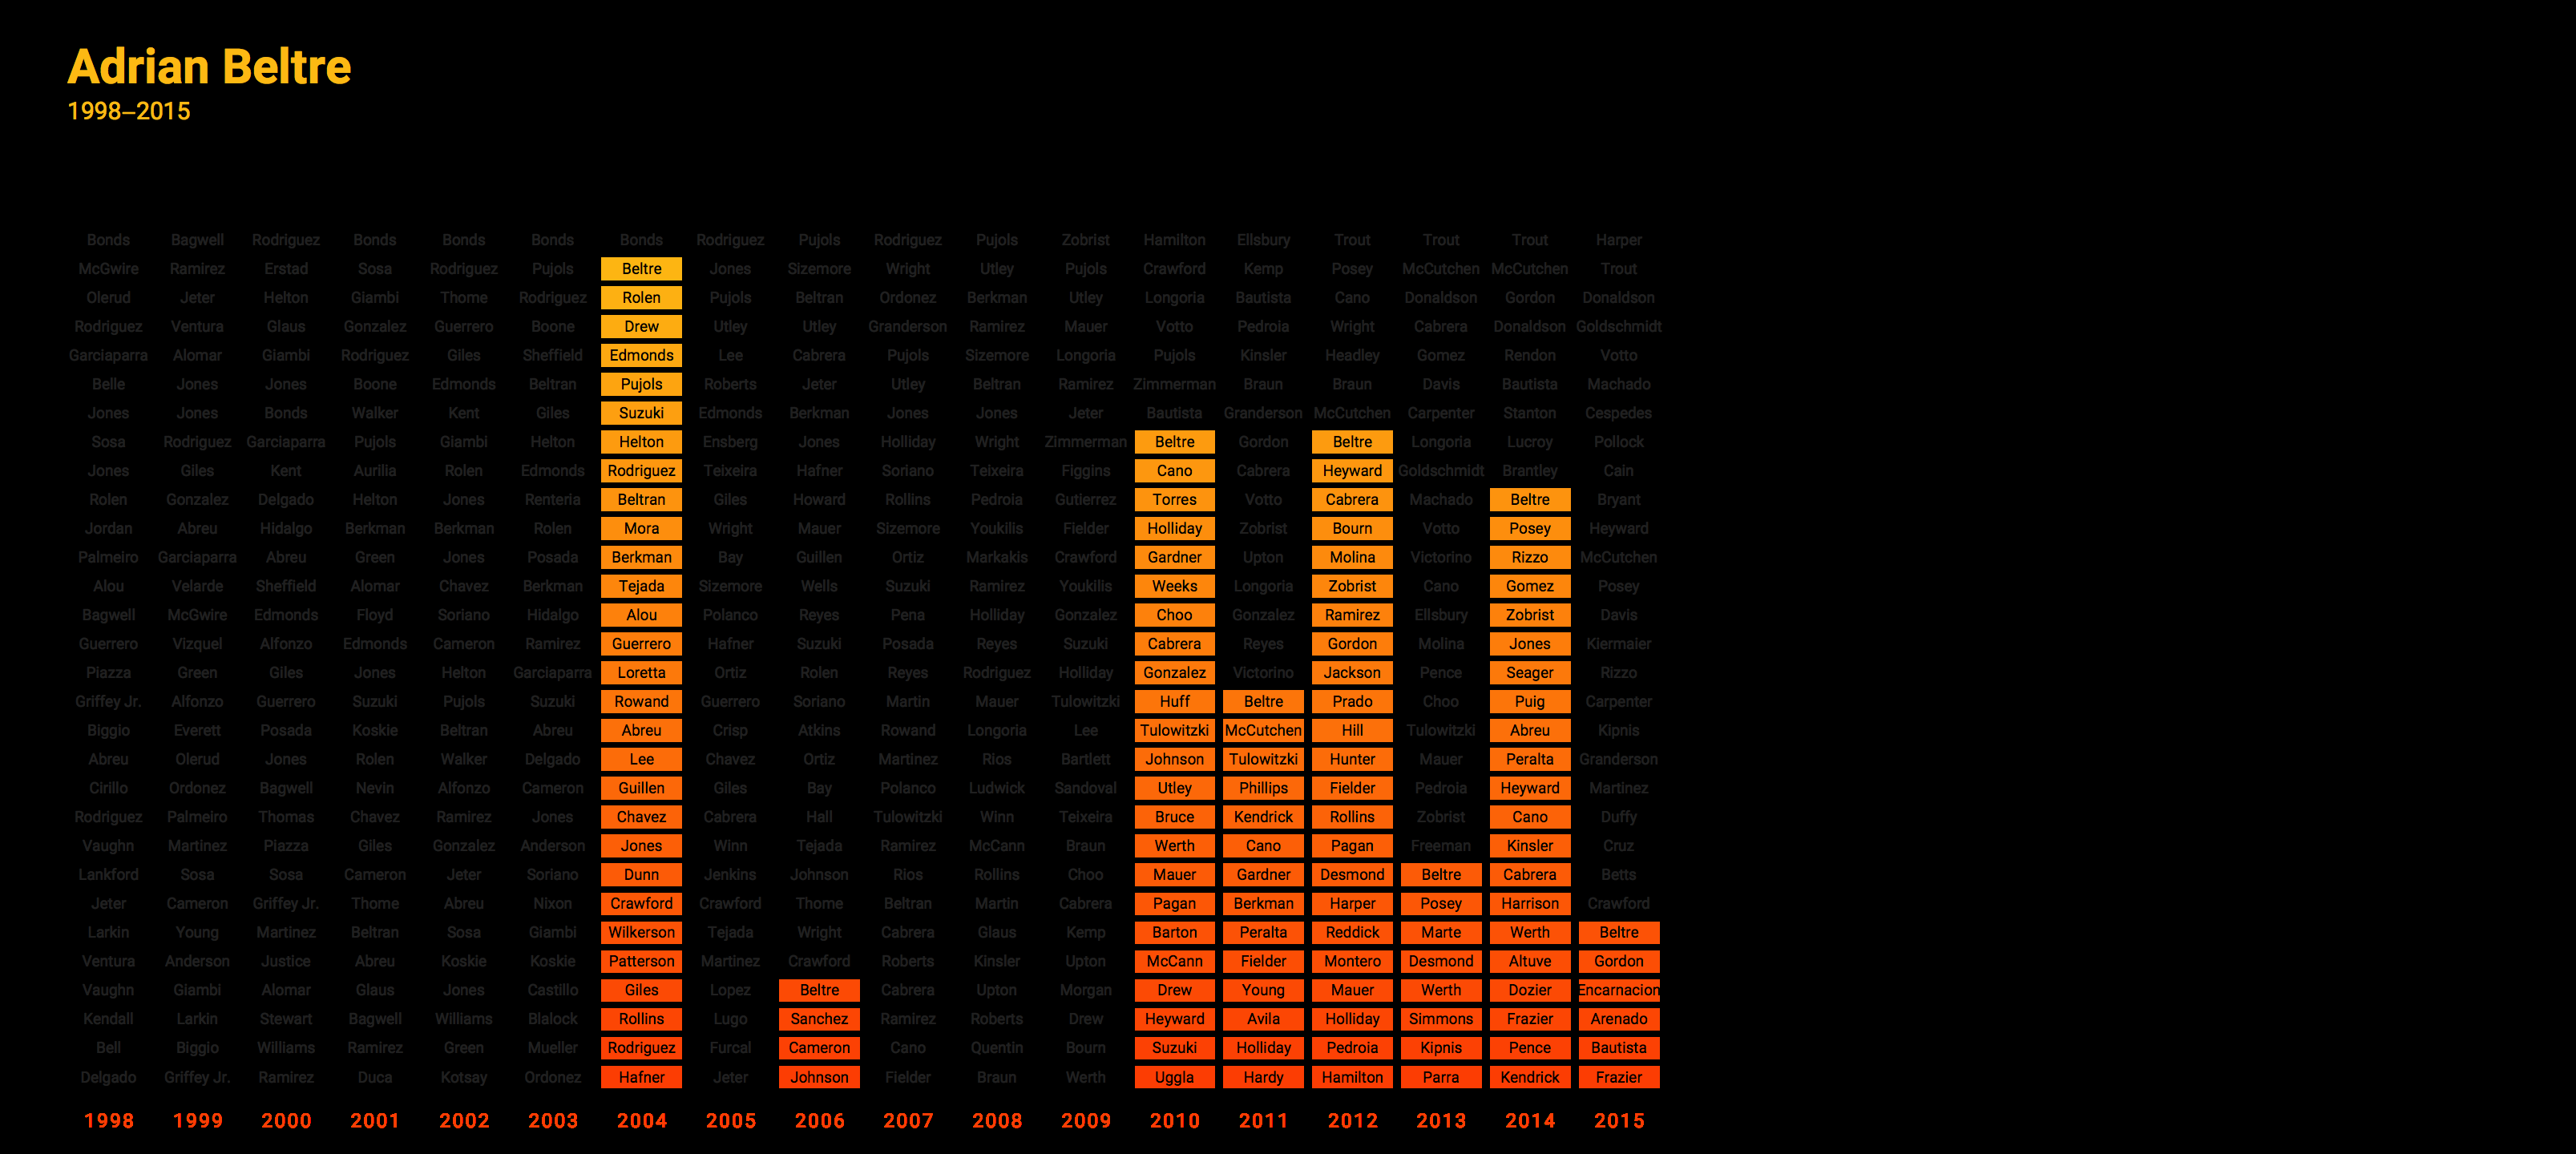 Adrian Beltre
1998–2015
Bonds Bagwell Rodriguez Bonds Bonds Bonds Bonds Rodriguez Pujols Rodriguez Pujols Zobrist Hamilton Ellsbury Trout Trout Trout Harper
McGwire Ramirez Erstad Sosa Rodriguez Pujols Beltre Jones Sizemore Wright Utley Pujols Crawford Kemp Posey McCutchen McCutchen Trout
Olerud Jeter Helton Giambi Thome Rodriguez Rolen Pujols Beltran Ordonez Berkman Utley Longoria Bautista Cano Donaldson Gordon Donaldson
Rodriguez Ventura Glaus Gonzalez Guerrero Boone Drew Utley Utley Granderson Ramirez Mauer Votto Pedroia Wright Cabrera Donaldson Goldschmidt
Garciaparra Alomar Giambi Rodriguez Giles Sheffield Edmonds Lee Cabrera Pujols Sizemore Longoria Pujols Kinsler Headley Gomez Rendon Votto
Belle Jones Jones Boone Edmonds Beltran Pujols Roberts Jeter Utley Beltran Ramirez Zimmerman Braun Braun Davis Bautista Machado
Jones Jones Bonds Walker Kent Giles Suzuki Edmonds Berkman Jones Jones Jeter Bautista Granderson McCutchen Carpenter Stanton Cespedes
Sosa Rodriguez Garciaparra Pujols Giambi Helton Helton Ensberg Jones Holliday Wright Zimmerman Beltre Gordon Beltre Longoria Lucroy Pollock
Jones Giles Kent Aurilia Rolen Edmonds Rodriguez Teixeira Hafner Soriano Teixeira Figgins Cano Cabrera Heyward Goldschmidt Brantley Cain
Rolen Gonzalez Delgado Helton Jones Renteria Beltran Giles Howard Rollins Pedroia Gutierrez Torres Votto Cabrera Machado Beltre Bryant
Jordan Abreu Hidalgo Berkman Berkman Rolen Mora Wright Mauer Sizemore Youkilis Fielder Holliday Zobrist Bourn Votto Posey Heyward
Palmeiro Garciaparra Abreu Green Jones Posada Berkman Bay Guillen Ortiz Markakis Crawford Gardner Upton Molina Victorino Rizzo McCutchen
Alou Velarde Sheffield Alomar Chavez Berkman Tejada Sizemore Wells Suzuki Ramirez Youkilis Weeks Longoria Zobrist Cano Gomez Posey
Bagwell McGwire Edmonds Floyd Soriano Hidalgo Alou Polanco Reyes Pena Holliday Gonzalez Choo Gonzalez Ramirez Ellsbury Zobrist Davis
Guerrero Vizquel Alfonzo Edmonds Cameron Ramirez Guerrero Hafner Suzuki Posada Reyes Suzuki Cabrera Reyes Gordon Molina Jones Kiermaier
Piazza Green Giles Jones Helton Garciaparra Loretta Ortiz Rolen Reyes Rodriguez Holliday Gonzalez Victorino Jackson Pence Seager Rizzo
Griffey Jr. Alfonzo Guerrero Suzuki Pujols Suzuki Rowand Guerrero Soriano Martin Mauer Tulowitzki Huff Beltre Prado Choo Puig Carpenter
Biggio Everett Posada Koskie Beltran Abreu Abreu Crisp Atkins Rowand Longoria Lee Tulowitzki McCutchen Hill Tulowitzki Abreu Kipnis
Abreu Olerud Jones Rolen Walker Delgado Lee Chavez Ortiz Martinez Rios Bartlett Johnson Tulowitzki Hunter Mauer Peralta Granderson
Cirillo Ordonez Bagwell Nevin Alfonzo Cameron Guillen Giles Bay Polanco Ludwick Sandoval Utley Phillips Fielder Pedroia Heyward Martinez
Rodriguez Palmeiro Thomas Chavez Ramirez Jones Chavez Cabrera Hall Tulowitzki Winn Teixeira Bruce Kendrick Rollins Zobrist Cano Duffy
Vaughn Martinez Piazza Giles Gonzalez Anderson Jones Winn Tejada Ramirez McCann Braun Werth Cano Pagan Freeman Kinsler Cruz
Lankford Sosa Sosa Cameron Jeter Soriano Dunn Jenkins Johnson Rios Rollins Choo Mauer Gardner Desmond Beltre Cabrera Betts
Jeter Cameron Griffey Jr. Thome Abreu Nixon Crawford Crawford Thome Beltran Martin Cabrera Pagan Berkman Harper Posey Harrison Crawford
Larkin Young Martinez Beltran Sosa Giambi Wilkerson Tejada Wright Cabrera Glaus Kemp Barton Peralta Reddick Marte Werth Beltre
Ventura Anderson Justice Abreu Koskie Koskie Patterson Martinez Crawford Roberts Kinsler Upton McCann Fielder Montero Desmond Altuve Gordon
Vaughn Giambi Alomar Glaus Jones Castillo Giles Lopez Beltre Cabrera Upton Morgan Drew Young Mauer Werth Dozier Encarnacion
Kendall Larkin Stewart Bagwell Williams Blalock Rollins Lugo Sanchez Ramirez Roberts Drew Heyward Avila Holliday Simmons Frazier Arenado
Bell Biggio Williams Ramirez Green Mueller Rodriguez Furcal Cameron Cano Quentin Bourn Suzuki Holliday Pedroia Kipnis Pence Bautista
Delgado Griffey Jr. Ramirez Duca Kotsay Ordonez Hafner Jeter Johnson Fielder Braun Werth Uggla Hardy Hamilton Parra Kendrick Frazier
1998 1999 2000 2001 2002 2003 2004 2005 2006 2007 2008 2009 2010 2011 2012 2013 2014 2015